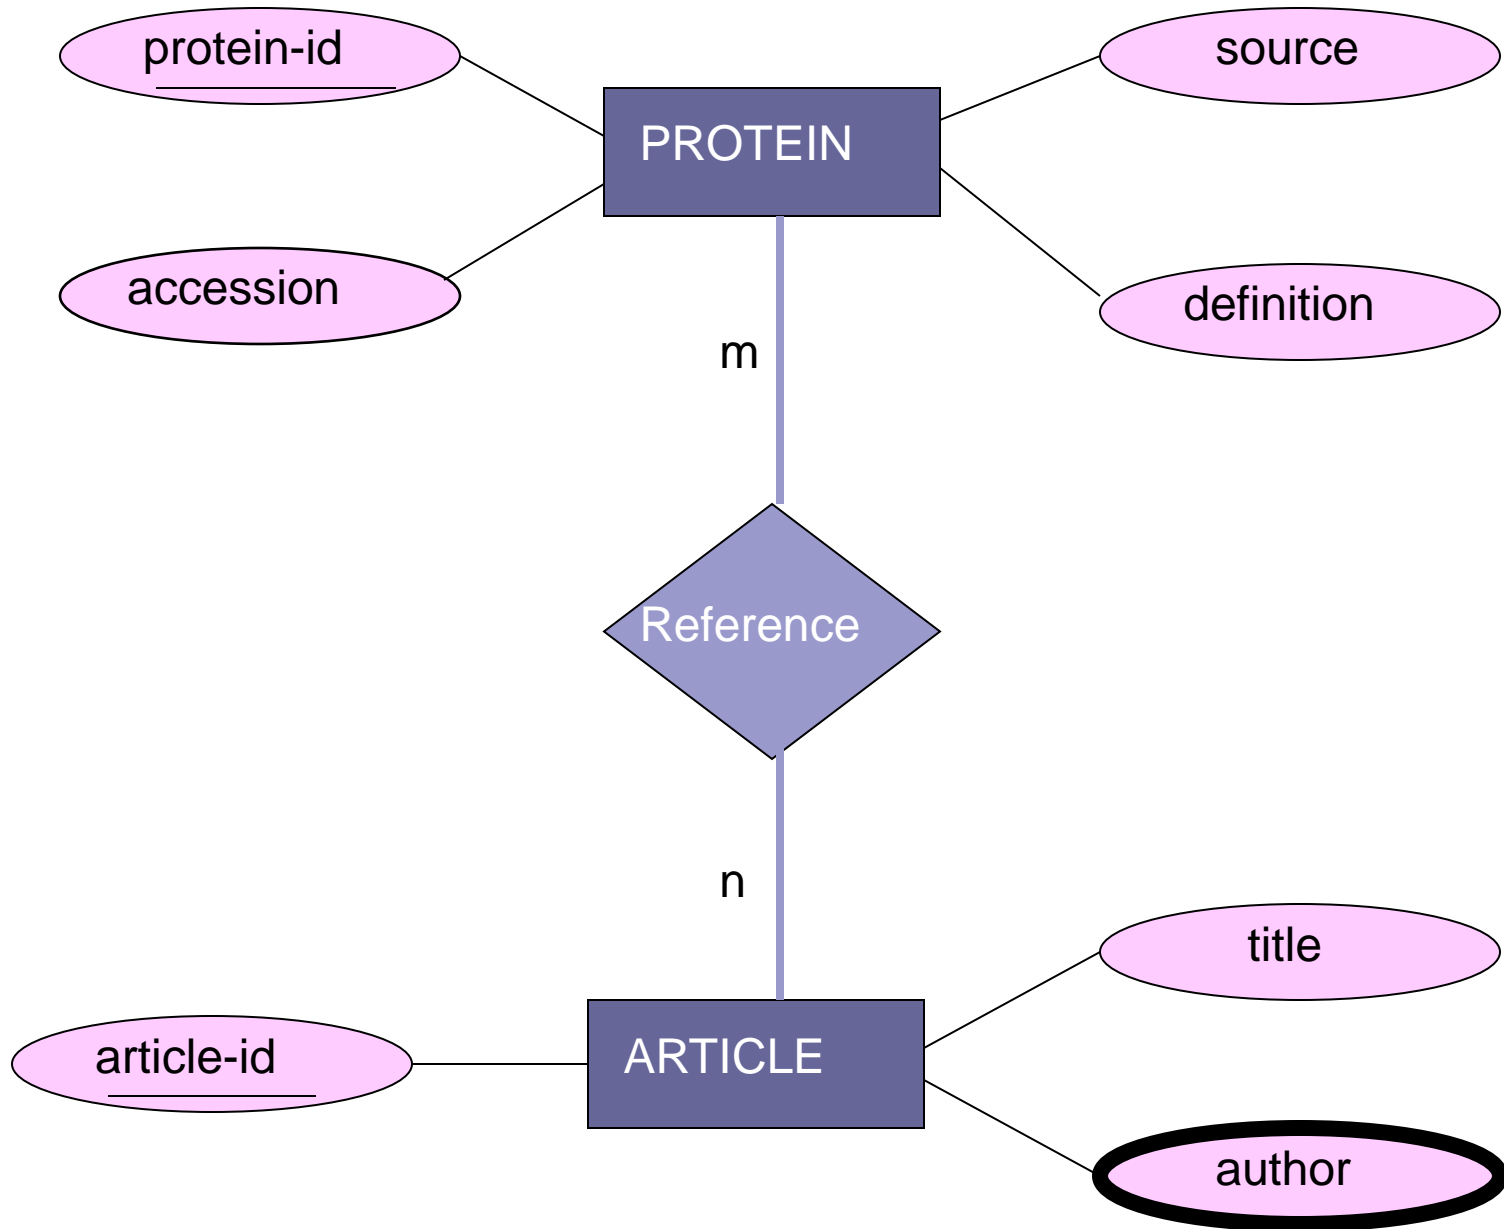 protein-id
source
PROTEIN
accession
definition
m
Reference
n
title
article-id
ARTICLE
author